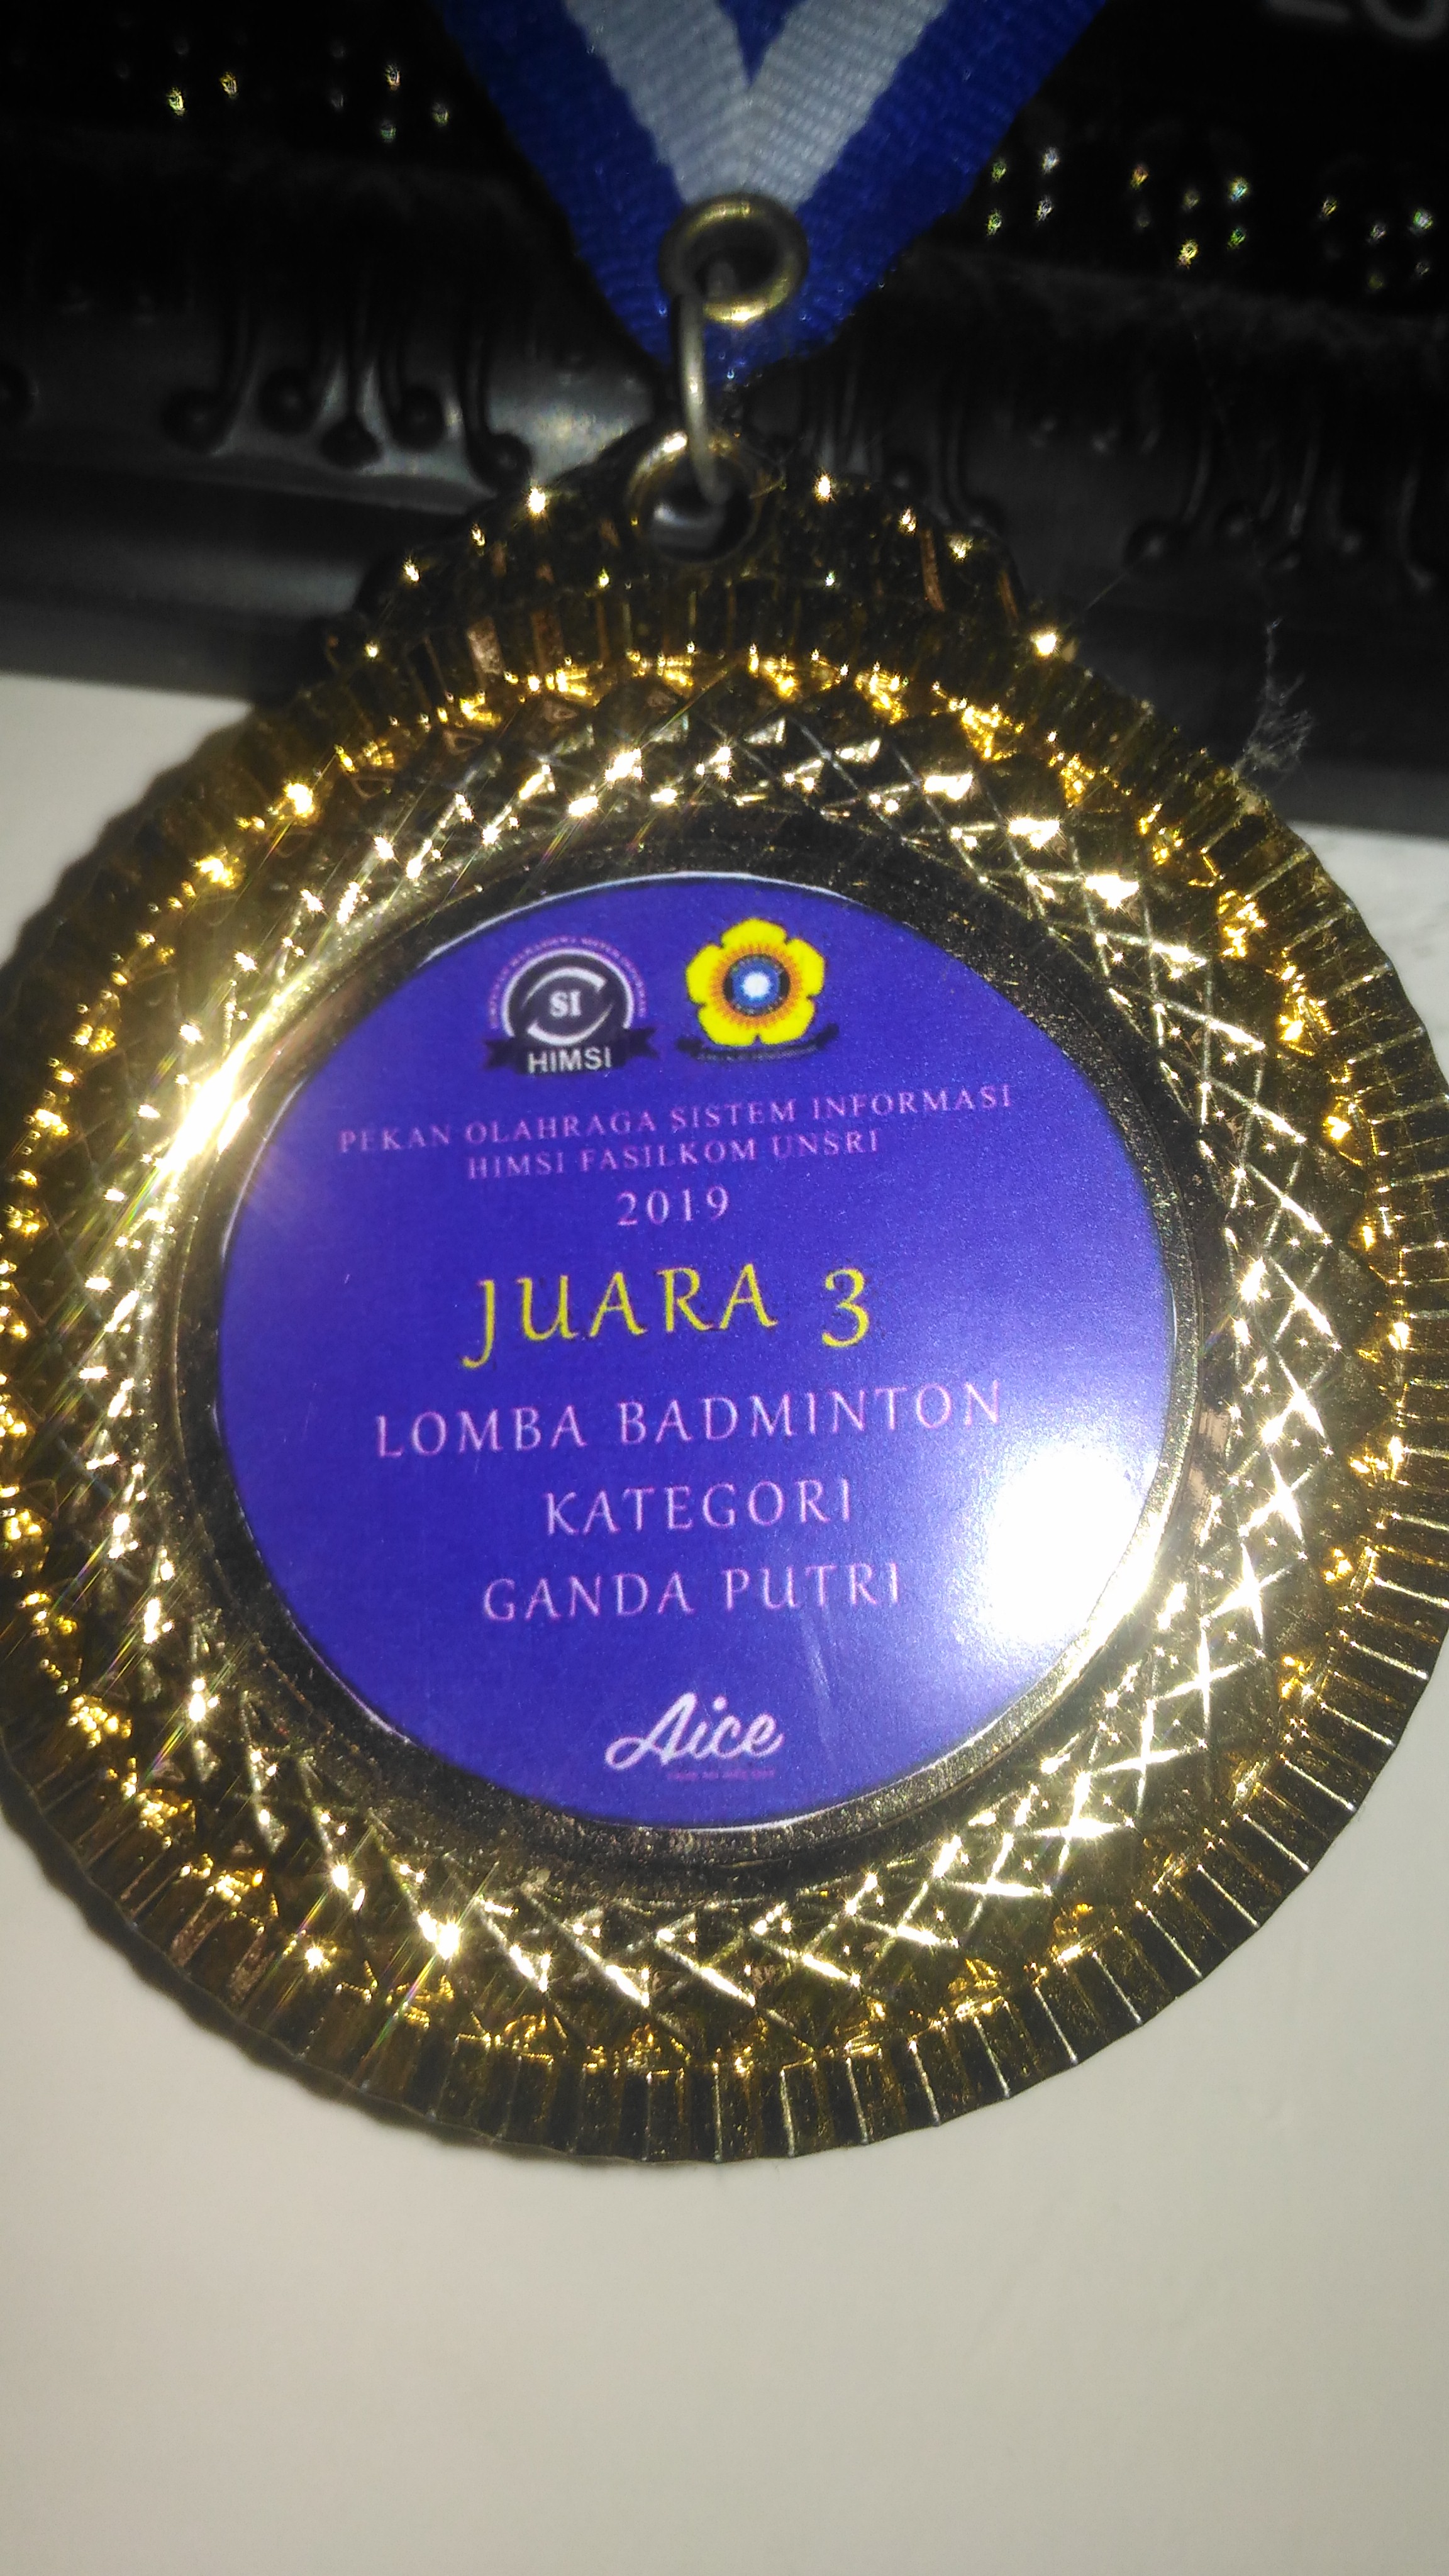 SI
HIMSI
PEKAN OLAHRAGA SISTEM INFORMASI
HIMSI FASILKOM UNSRI
2019
JUARA 3
LOMBA BADMINTON
KATEGORI
GANDA PUTRI
Aice